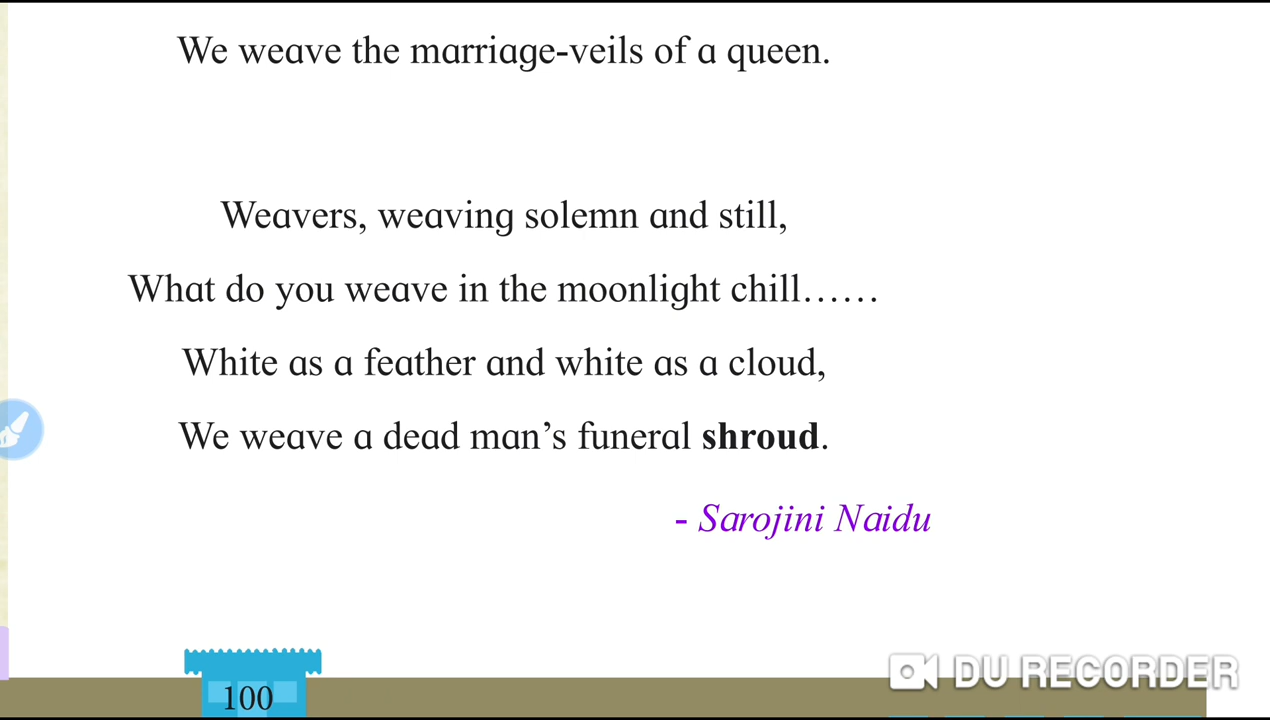 We weave the marriage-veils of a queen.
Weavers, weaving solemn and still,
What do you weave in the moonlight chill……
White as a feather and white as a cloud,
We weave a dead man’s funeral shroud.
- Sarojini Naidu
100
DU RECORDER